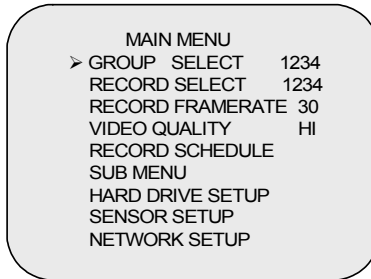 MAIN MENU
➢ GROUP SELECT 1234
RECORD SELECT 1234
RECORD FRAMERATE 30
VIDEO QUALITY HI
RECORD SCHEDULE
SUB MENU
HARD DRIVE SETUP
SENSOR SETUP
NETWORK SETUP